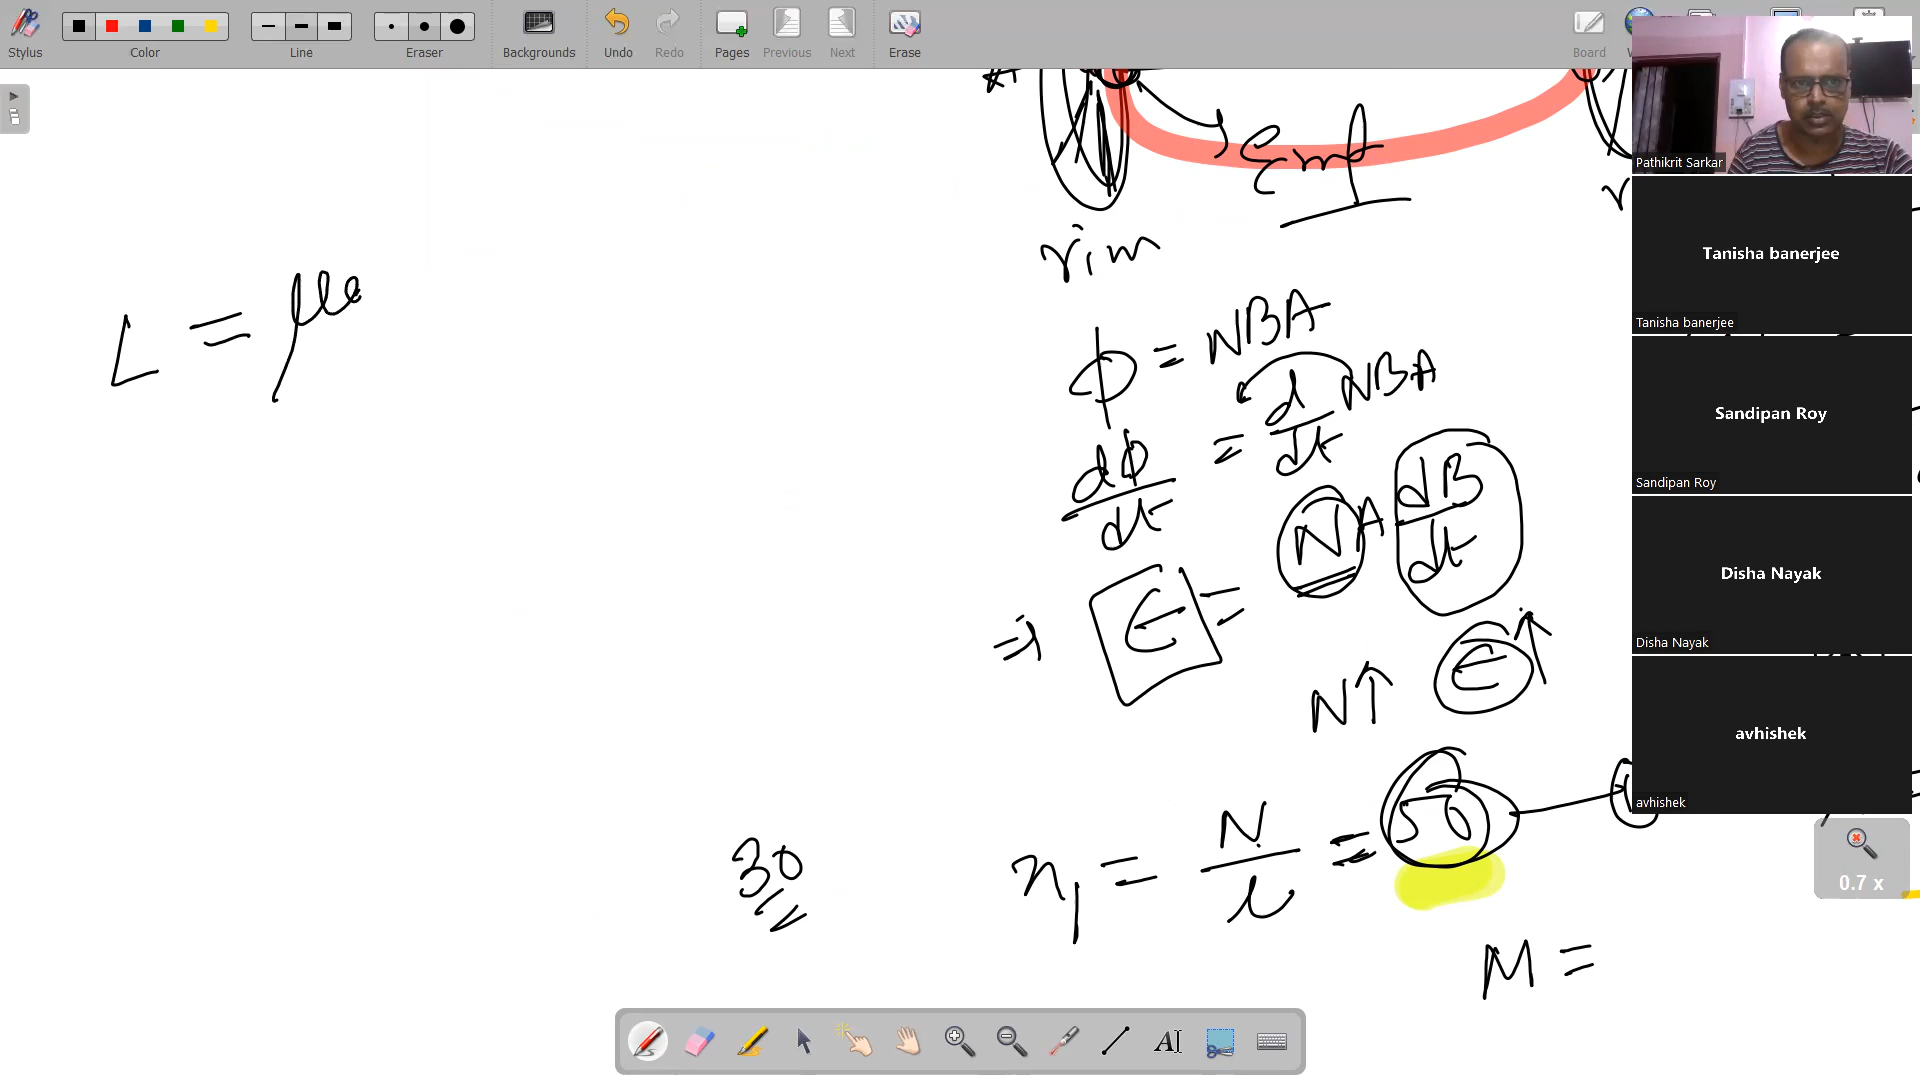 Stylus
Color
Line
Eraser
Backgrounds
Undo
Redo
Pages
Previous
Next
Erase
Board
Pathikrit Sarkar
Tanisha banerjee
Tanisha banerjee
Sandipan Roy
Sandipan Roy
Disha Nayak
Disha Nayak
avhishek
avhishek
0.7 x
Emf
rim
L = μ₀
ϕ = NBA
dϕ/dt = d/dt NBA
⇒ ε = NA dB/dt
N↑ ε↑
30
n₁ = N/l = 50
M =